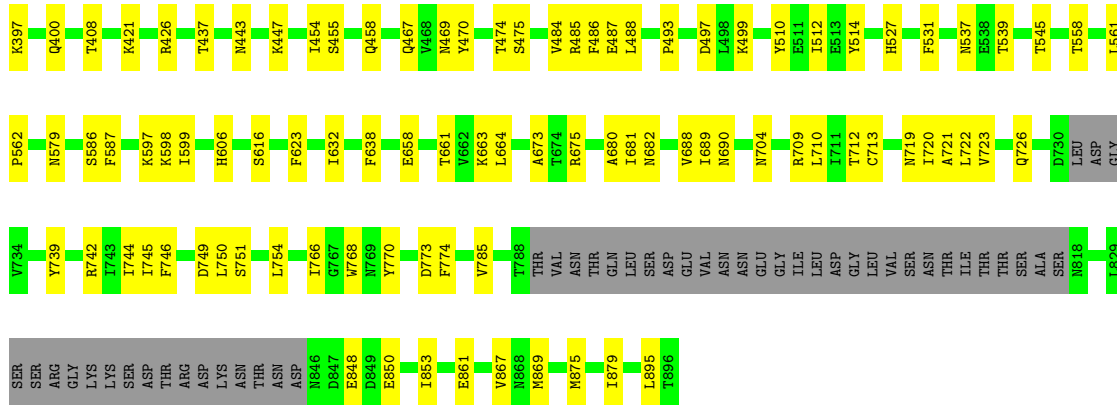 K397 Q400 T408 K421 R426 T437 N443 K447 I454 S455 Q458 Q467 V468 N469 Y470 T474 S475 V484 R485 F486 E487 L488 P493 D497 L498 K499 Y510 E511 I512 E513 Y514 H527 F531 N537 E538 T539 T545 T558 L561
P562 N579 S586 F587 K597 K598 I599 H606 S616 F623 I632 F638 E658 T661 V662 K663 L664 A673 T674 R675 A680 I681 N682 V688 I689 N690 N704 R709 L710 I711 T712 C713 N719 I720 A721 L722 V723 Q726 D730 LEU ASP GLY
V734 Y739 R742 I743 I744 I745 F746 D749 L750 S751 L754 I766 G767 W768 N769 Y770 D773 F774 V785 T788 THR VAL ASN THR GLN LEU SER ASP GLU VAL ASN ASN GLU GLY ILE LEU ASP GLY LEU VAL SER ASN THR ILE THR THR SER ALA SER N818 L829
SER SER ARG GLY LYS LYS SER ASP THR ARG ASP LYS ASN THR ASN ASP N846 D847 E848 D849 E850 I853 E861 V867 N868 M869 M875 I879 L895 T896